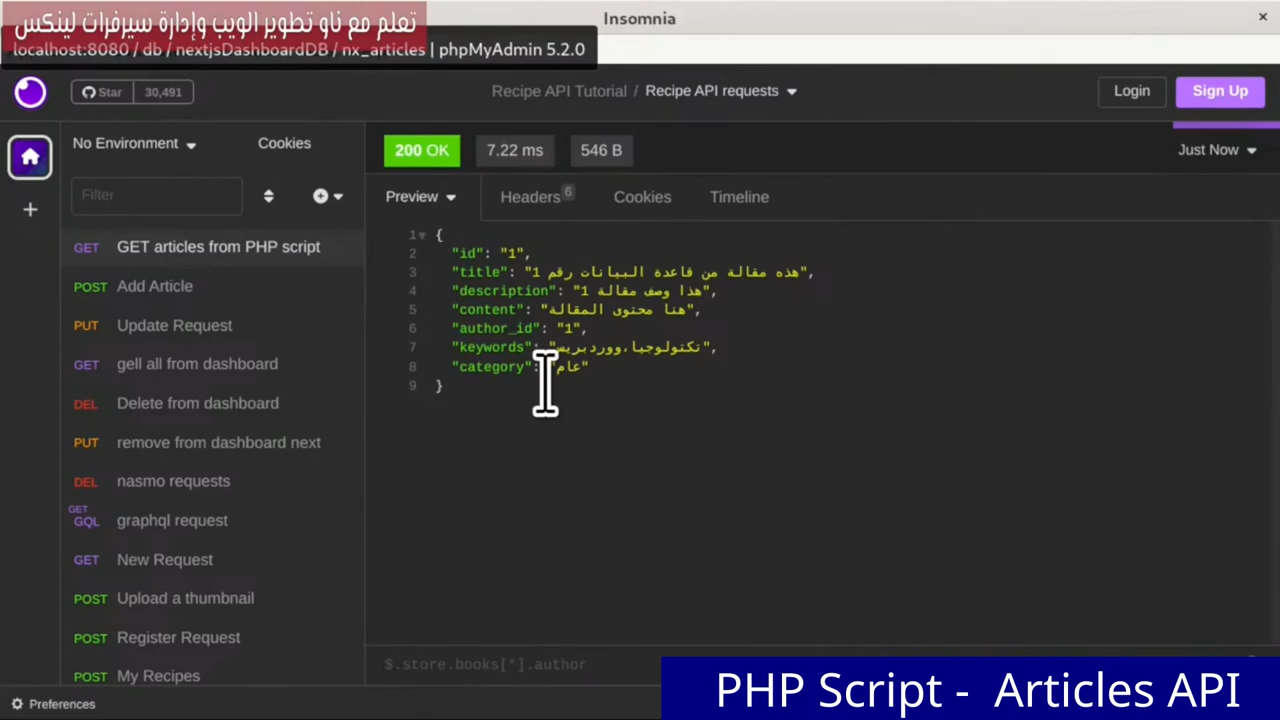 Insomnia
×
تعلم مع ناو تطوير الويب وإدارة سيرفرات لينكس
localhost:8080 / db / nextjsDashboardDB / nx_articles | phpMyAdmin 5.2.0
Star 30,491
Recipe API Tutorial / Recipe API requests
Login
Sign Up
No Environment
Cookies
200 OK
7.22 ms
546 B
Just Now
Filter
Preview
Headers 6
Cookies
Timeline
GET GET articles from PHP script
POST Add Article
PUT Update Request
GET gell all from dashboard
DEL Delete from dashboard
PUT remove from dashboard next
DEL nasmo requests
GET
GQL graphql request
GET New Request
POST Upload a thumbnail
POST Register Request
POST My Recipes
Preferences
1 {
2 "id": "1",
3 "title": "هذه مقالة من قاعدة البيانات رقم 1",
4 "description": "هذا وصف مقالة 1",
5 "content": "هنا محتوى المقالة",
6 "author_id": "1",
7 "keywords": "تكنولوجيا،ووردبريس",
8 "category": "عام"
9 }
$.store.books[*].author
PHP Script - Articles API